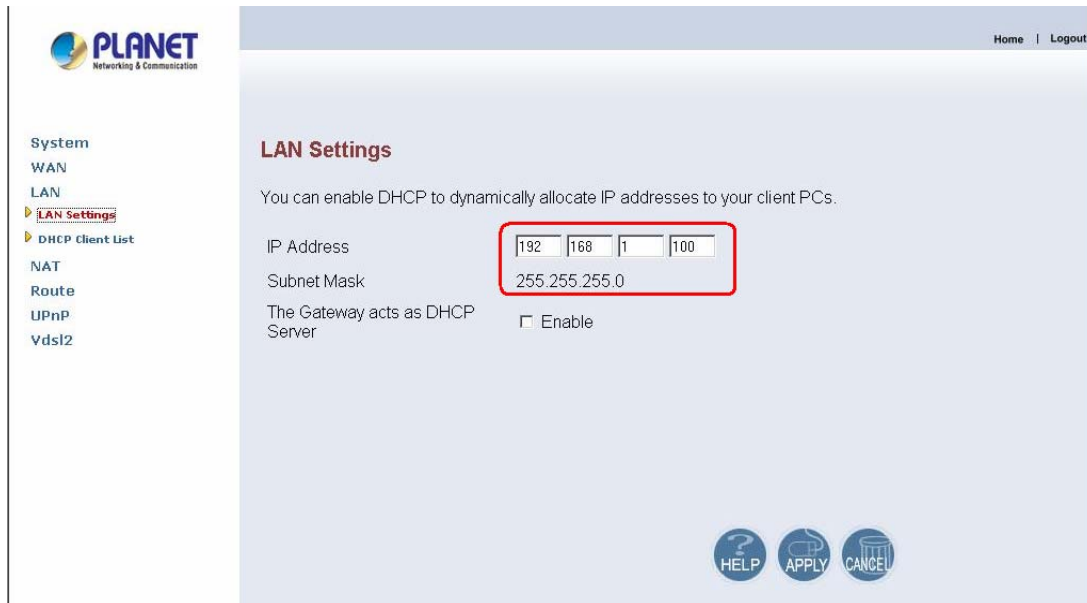 PLANET
Networking & Communication
Home | Logout
System
WAN
LAN
LAN Settings
DHCP Client List
NAT
Route
UPnP
Vdsl2
LAN Settings
You can enable DHCP to dynamically allocate IP addresses to your client PCs.
IP Address 192 168 1 100
Subnet Mask 255.255.255.0
The Gateway acts as DHCP
Server
Enable
HELP APPLY CANCEL